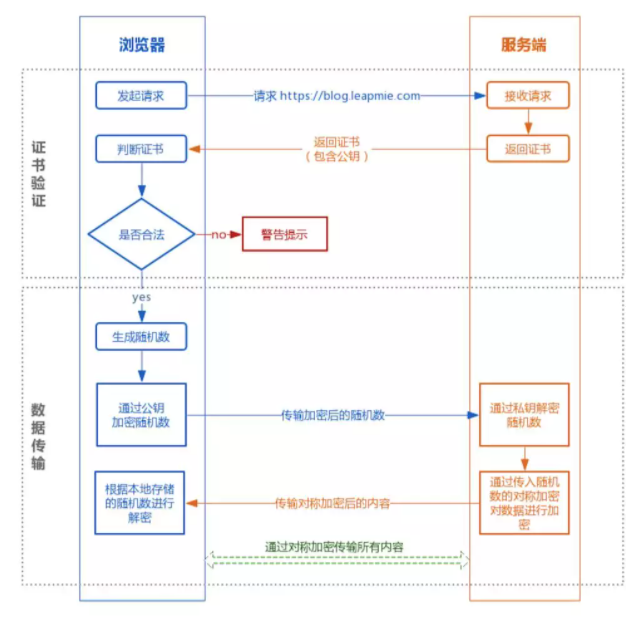 浏览器
服务端
证书验证
发起请求
请求 https://blog.leapmie.com
接收请求
判断证书
返回证书
（包含公钥）
返回证书
是否合法
no
警告提示
yes
数据传输
生成随机数
通过公钥
加密随机数
传输加密后的随机数
通过私钥解密
随机数
根据本地存储
的随机数进行
解密
传输对称加密后的内容
通过传入随机
数的对称加密
对数据进行加
密
通过对称加密传输所有内容